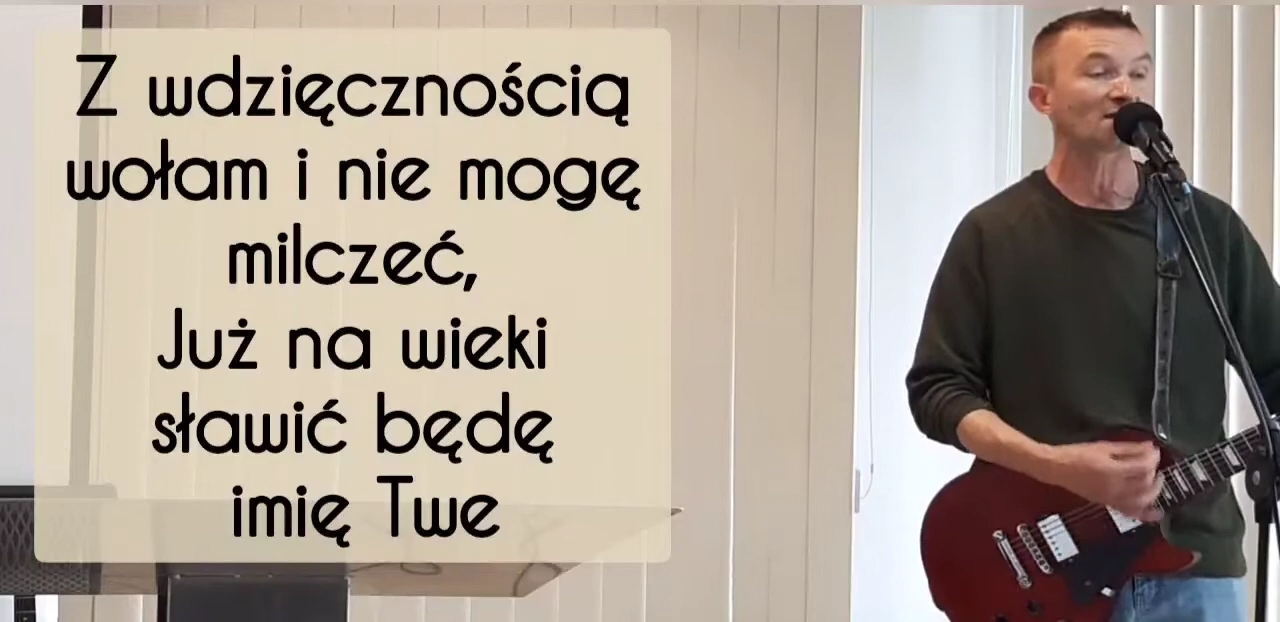 Z wdzięcznością
wołam i nie mogę
milczeć,
Już na wieki
sławić będę
imię Twe